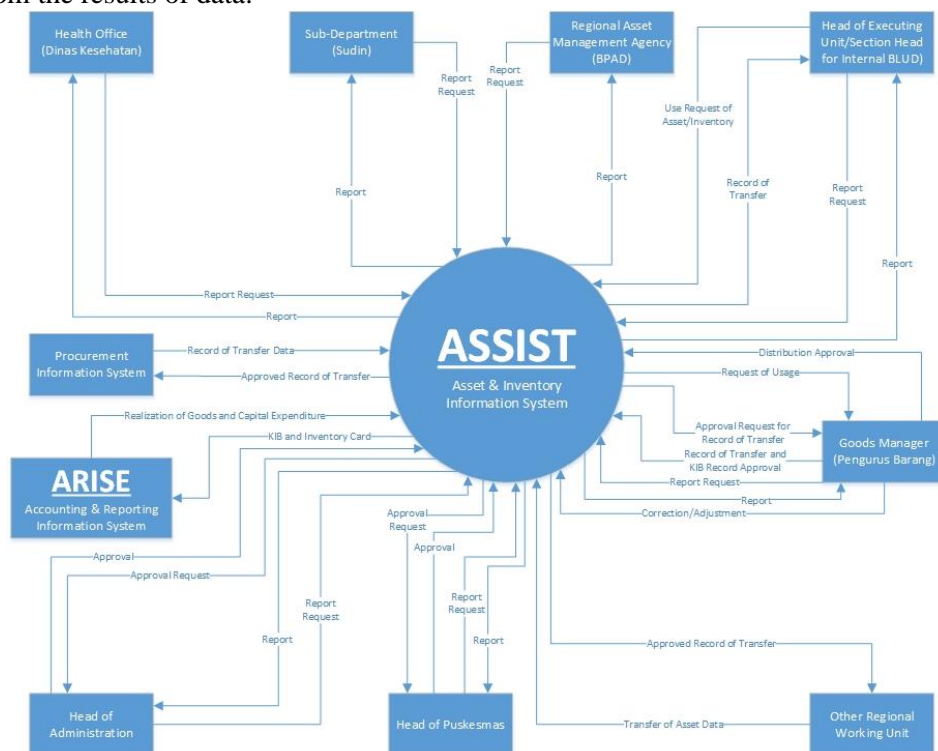 Health Office
(Dinas Kesehatan)
Sub-Department
(Sudin)
Regional Asset
Management Agency
(BPAD)
Head of Executing
Unit/Section Head
for Internal BLUD)
Report
Request
Report
Request
Use Request of
Asset/Inventory
Report
Report
Record of
Transfer
Report
Request
Report
Report Request
Report
ASSIST
Asset & Inventory
Information System
Procurement
Information System
Record of Transfer Data
Approved Record of Transfer
Distribution Approval
Request of Usage
Realization of Goods and Capital Expenditure
KIB and Inventory Card
Approval Request for
Record of Transfer
Record of Transfer and
KIB Record Approval
Report Request
Report
Correction/Adjustment
Goods Manager
(Pengurus Barang)
ARISE
Accounting & Reporting
Information System
Approval
Approval Request
Approval
Request
Approval
Report
Request
Report
Report
Request
Report
Approved Record of Transfer
Transfer of Asset Data
Head of
Administration
Head of Puskesmas
Other Regional
Working Unit